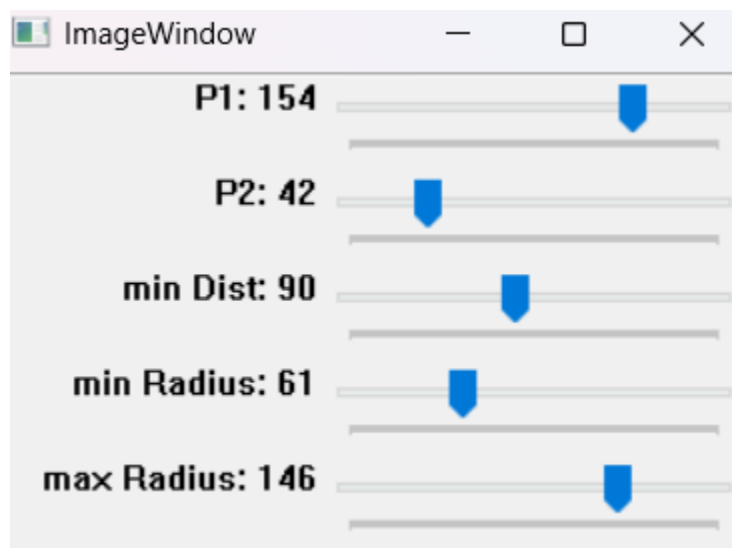 ImageWindow
P1: 154
P2: 42
min Dist: 90
min Radius: 61
max Radius: 146